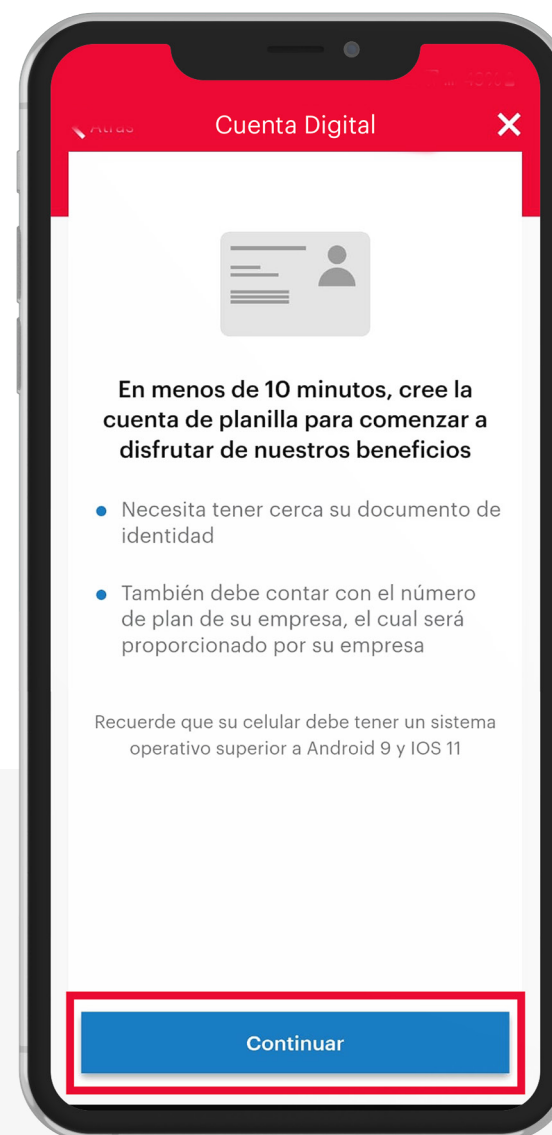 Atrás
Cuenta Digital
En menos de 10 minutos, cree la
cuenta de planilla para comenzar a
disfrutar de nuestros beneficios
Necesita tener cerca su documento de
identidad
También debe contar con el número
de plan de su empresa, el cual será
proporcionado por su empresa
Recuerde que su celular debe tener un sistema
operativo superior a Android 9 y IOS 11
Continuar